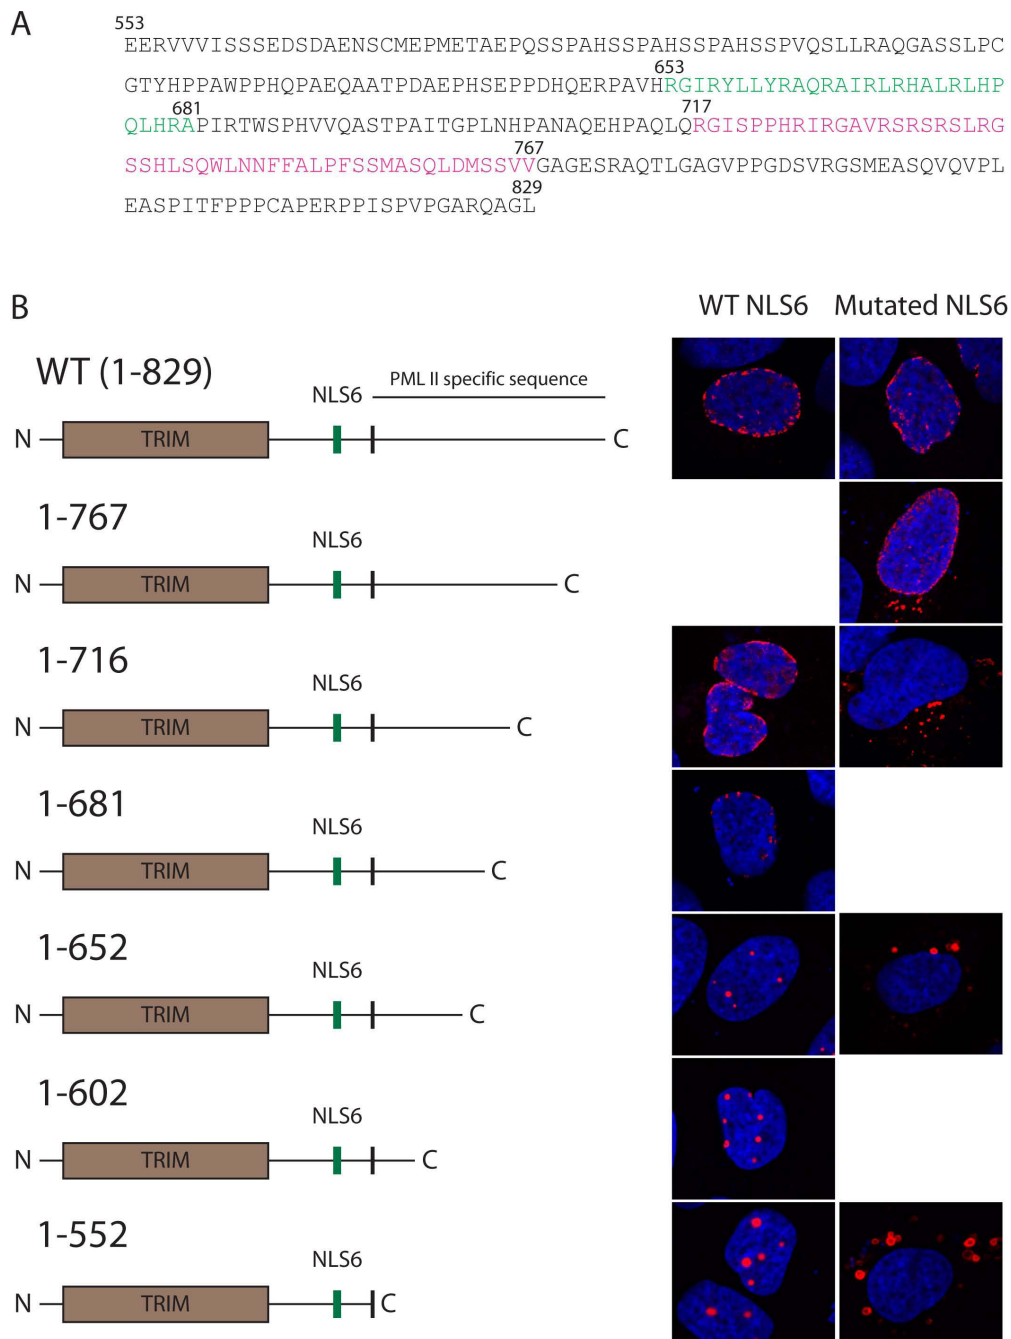 A
553
EERVVVISSSEDSDAENSCMEPMETAEPQSSPAHSSPAHSSPAHSSPVQSLLRAQGASSLPC
653
GTYHPPAWPPHQPAEQAATPDAEPHSEPPDHQERPAVHRGIRYLLYRAQRAIRLRHALRLHP
681 717
QLHRAPIRTWSPHVVQASTPAITGPLNHPANAQEHPAQLQRGISPPHRIRGAVRSRSRSLRG
767
SSHLSQWLNNFFALPFSSMASQLDMSSVVGAGESRAQTLGAGVPPGDSVRGSMEASQVQVPL
829
EASPITFPPPCAPERPPISPVPGARQAGL
B
WT NLS6 Mutated NLS6
WT (1-829)
NLS6 PML II specific sequence
N TRIM C
1-767
NLS6
N TRIM C
1-716
NLS6
N TRIM C
1-681
NLS6
N TRIM C
1-652
NLS6
N TRIM C
1-602
NLS6
N TRIM C
1-552
NLS6
N TRIM C